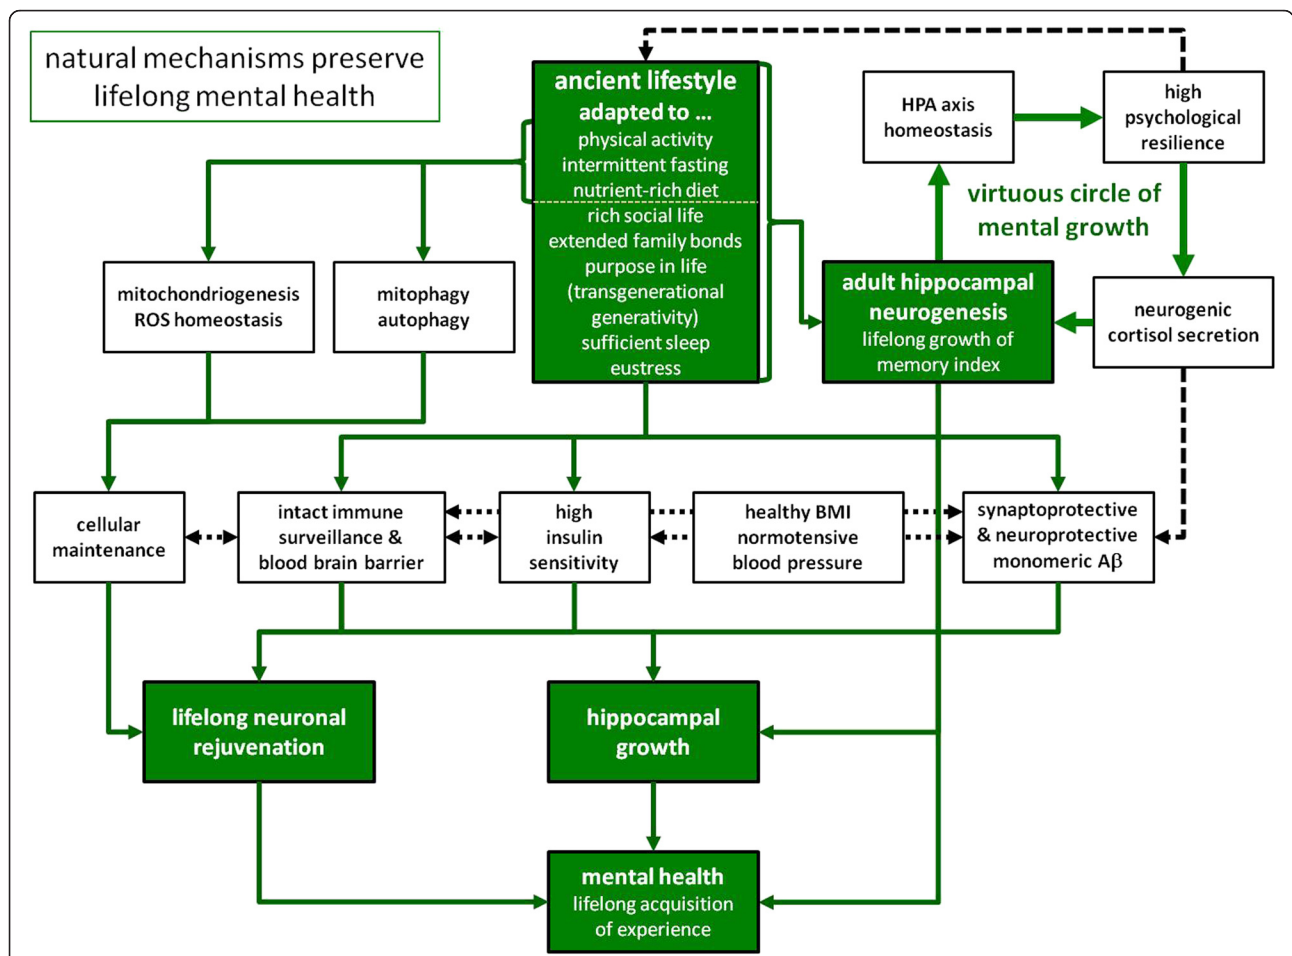 natural mechanisms preserve
lifelong mental health
ancient lifestyle
adapted to ...
physical activity
intermittent fasting
nutrient-rich diet
rich social life
extended family bonds
purpose in life
(transgenerational
generativity)
sufficient sleep
eustress
HPA axis
homeostasis
high
psychological
resilience
virtuous circle of
mental growth
mitochondriogenesis
ROS homeostasis
mitophagy
autophagy
adult hippocampal
neurogenesis
lifelong growth of
memory index
neurogenic
cortisol secretion
cellular
maintenance
intact immune
surveillance &
blood brain barrier
high
insulin
sensitivity
healthy BMI
normotensive
blood pressure
synaptoprotective
& neuroprotective
monomeric Aβ
lifelong neuronal
rejuvenation
hippocampal
growth
mental health
lifelong acquisition
of experience